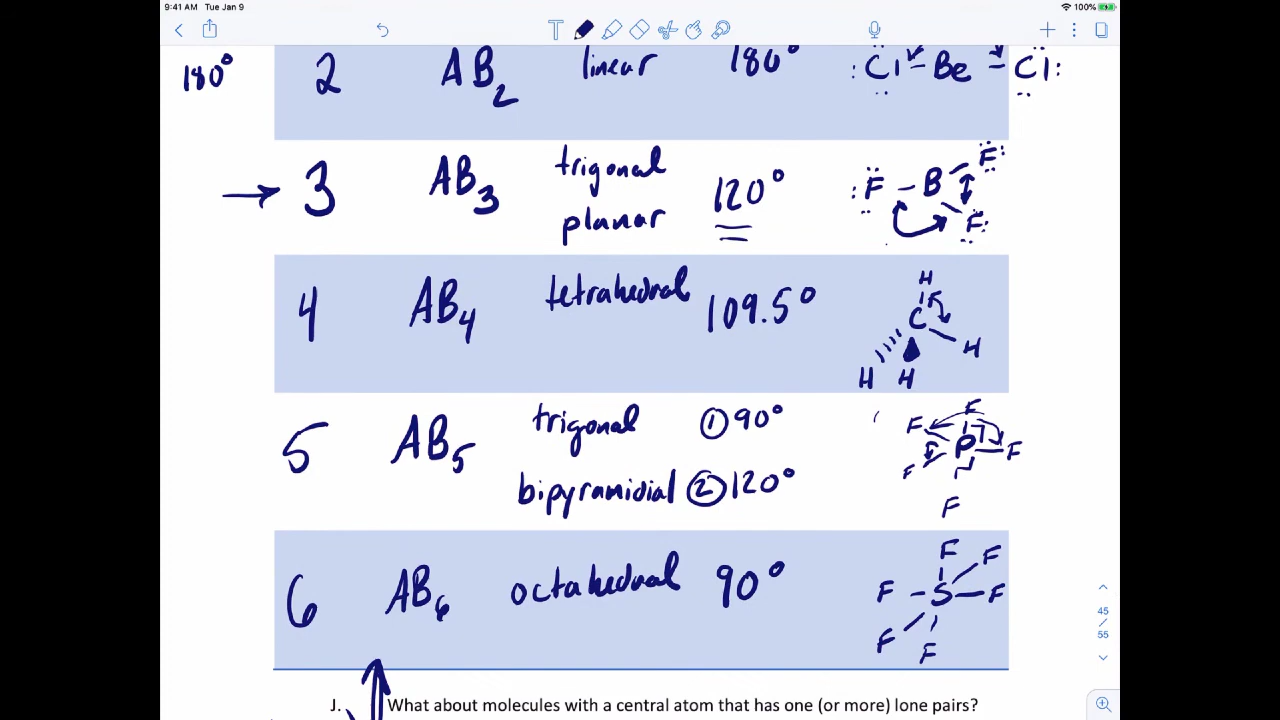 9:41 AM Tue Jan 9
100%
T
180°
2 AB2 linear 180° :Cl – Be – Cl:
3 AB3 trigonal planar 120° :F – B F: F:
4 AB4 tetrahedral 109.5° H C H H H
5 AB5 trigonal ① 90° F F P F F F
bipyramidial ② 120°
6 AB6 octahedral 90° F F F – S – F F F
45
/
55
J. What about molecules with a central atom that has one (or more) lone pairs?